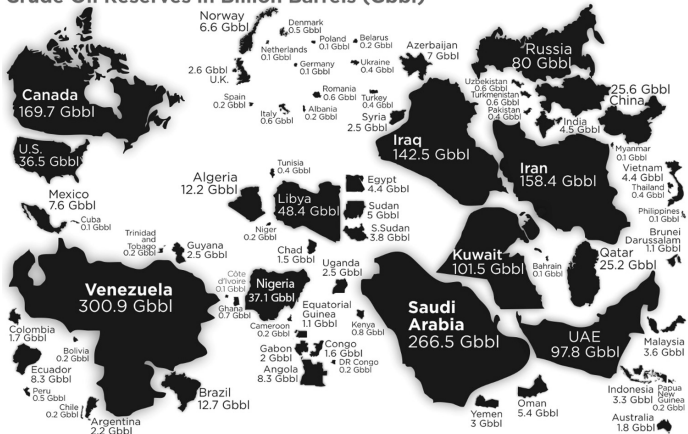 Crude Oil Reserves in Billion Barrels (Gbbl)
Canada
169.7 Gbbl
U.S.
36.5 Gbbl
Mexico
7.6 Gbbl
Cuba
0.1 Gbbl
Norway
6.6 Gbbl
Denmark
0.5 Gbbl
Netherlands
0.1 Gbbl
Poland
0.1 Gbbl
Belarus
0.2 Gbbl
2.6 Gbbl
U.K.
Germany
0.1 Gbbl
Ukraine
0.4 Gbbl
Spain
0.2 Gbbl
Italy
0.6 Gbbl
Romania
0.6 Gbbl
Albania
0.2 Gbbl
Turkey
0.4 Gbbl
Azerbaijan
7 Gbbl
Syria
2.5 Gbbl
Russia
80 Gbbl
Uzbekistan
0.6 Gbbl
Turkmenistan
0.6 Gbbl
Pakistan
0.4 Gbbl
25.6 Gbbl
China
India
4.5 Gbbl
Myanmar
0.1 Gbbl
Vietnam
4.4 Gbbl
Thailand
0.4 Gbbl
Philippines
0.1 Gbbl
Brunei
Darussalam
1.1 Gbbl
Iraq
142.5 Gbbl
Iran
158.4 Gbbl
Algeria
12.2 Gbbl
Tunisia
0.4 Gbbl
Libya
48.4 Gbbl
Egypt
4.4 Gbbl
Sudan
5 Gbbl
S.Sudan
3.8 Gbbl
Niger
0.2 Gbbl
Chad
1.5 Gbbl
Uganda
2.5 Gbbl
Kuwait
101.5 Gbbl
Bahrain
0.1 Gbbl
Qatar
25.2 Gbbl
Trinidad
and
Tobago
0.2 Gbbl
Guyana
2.5 Gbbl
Venezuela
300.9 Gbbl
Côte
d'Ivoire
0.1 Gbbl
Ghana
0.7 Gbbl
Nigeria
37.1 Gbbl
Cameroon
0.2 Gbbl
Equatorial
Guinea
1.1 Gbbl
Kenya
0.8 Gbbl
Gabon
2 Gbbl
Congo
1.6 Gbbl
DR Congo
0.2 Gbbl
Angola
8.3 Gbbl
Saudi
Arabia
266.5 Gbbl
UAE
97.8 Gbbl
Yemen
3 Gbbl
Oman
5.4 Gbbl
Malaysia
3.6 Gbbl
Indonesia
3.3 Gbbl
Papua
New
Guinea
0.2 Gbbl
Australia
1.8 Gbbl
Colombia
1.7 Gbbl
Bolivia
0.2 Gbbl
Ecuador
8.3 Gbbl
Peru
0.5 Gbbl
Chile
0.2 Gbbl
Argentina
2.2 Gbbl
Brazil
12.7 Gbbl